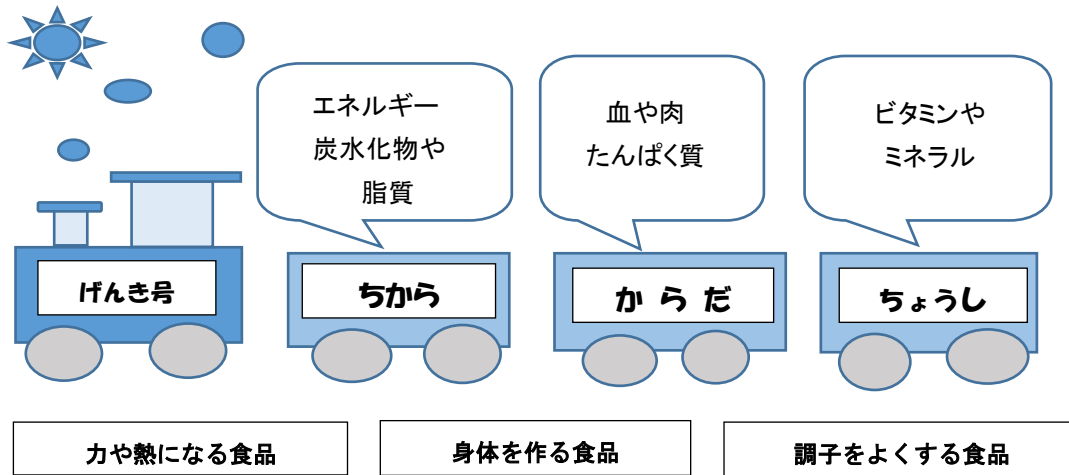 エネルギー
炭水化物や
脂質
血や肉
たんぱく質
ビタミンや
ミネラル
げんき号
ちから
か ら だ
ちょうし
力や熱になる食品
身体を作る食品
調子をよくする食品